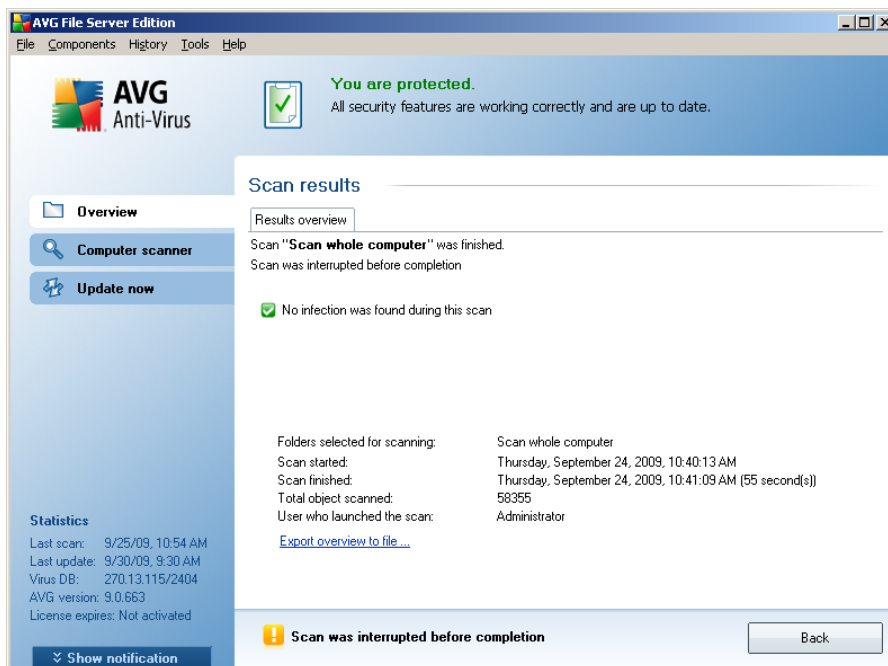 AVG File Server Edition
File Components History Tools Help
AVG
Anti-Virus
You are protected.
All security features are working correctly and are up to date.
Overview
Computer scanner
Update now
Scan results
Results overview
Scan "Scan whole computer" was finished.
Scan was interrupted before completion
No infection was found during this scan
Folders selected for scanning: Scan whole computer
Scan started: Thursday, September 24, 2009, 10:40:13 AM
Scan finished: Thursday, September 24, 2009, 10:41:09 AM (55 second(s))
Total object scanned: 58355
User who launched the scan: Administrator
Export overview to file ...
Statistics
Last scan: 9/25/09, 10:54 AM
Last update: 9/30/09, 9:30 AM
Virus DB: 270.13.115/2404
AVG version: 9.0.663
License expires: Not activated
Show notification
Scan was interrupted before completion
Back